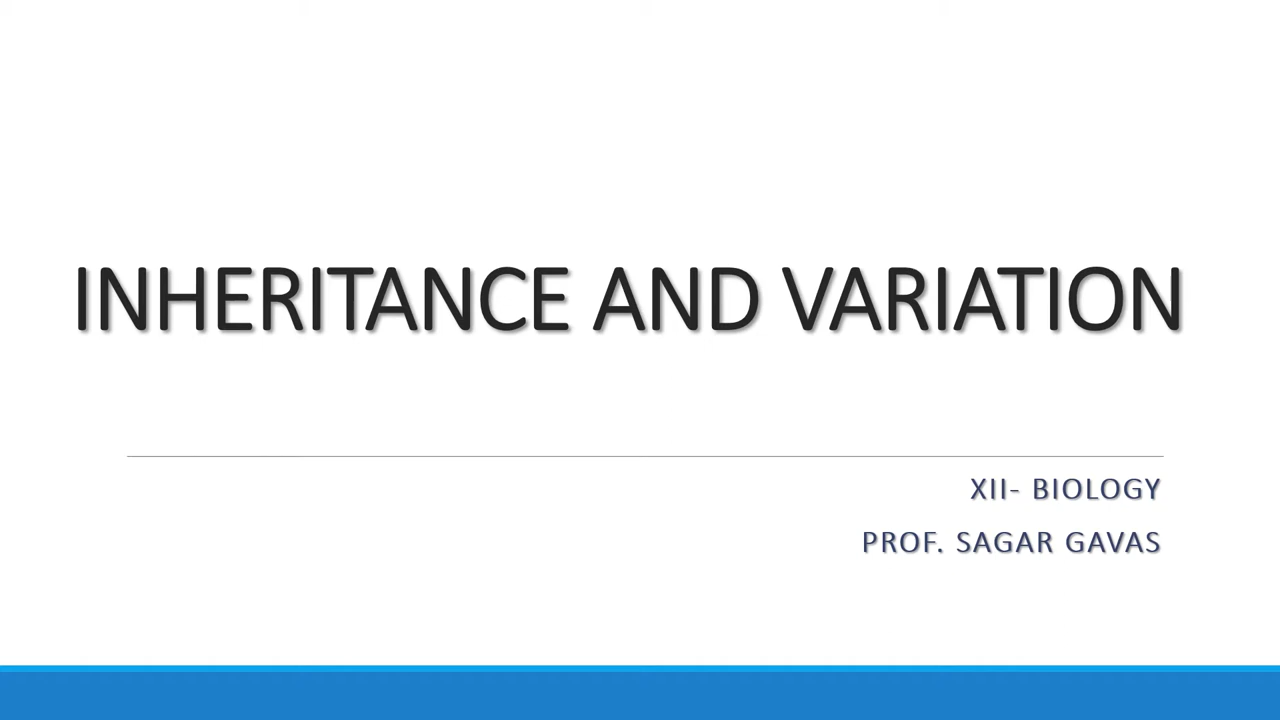 INHERITANCE AND VARIATION
XII- BIOLOGY
PROF. SAGAR GAVAS